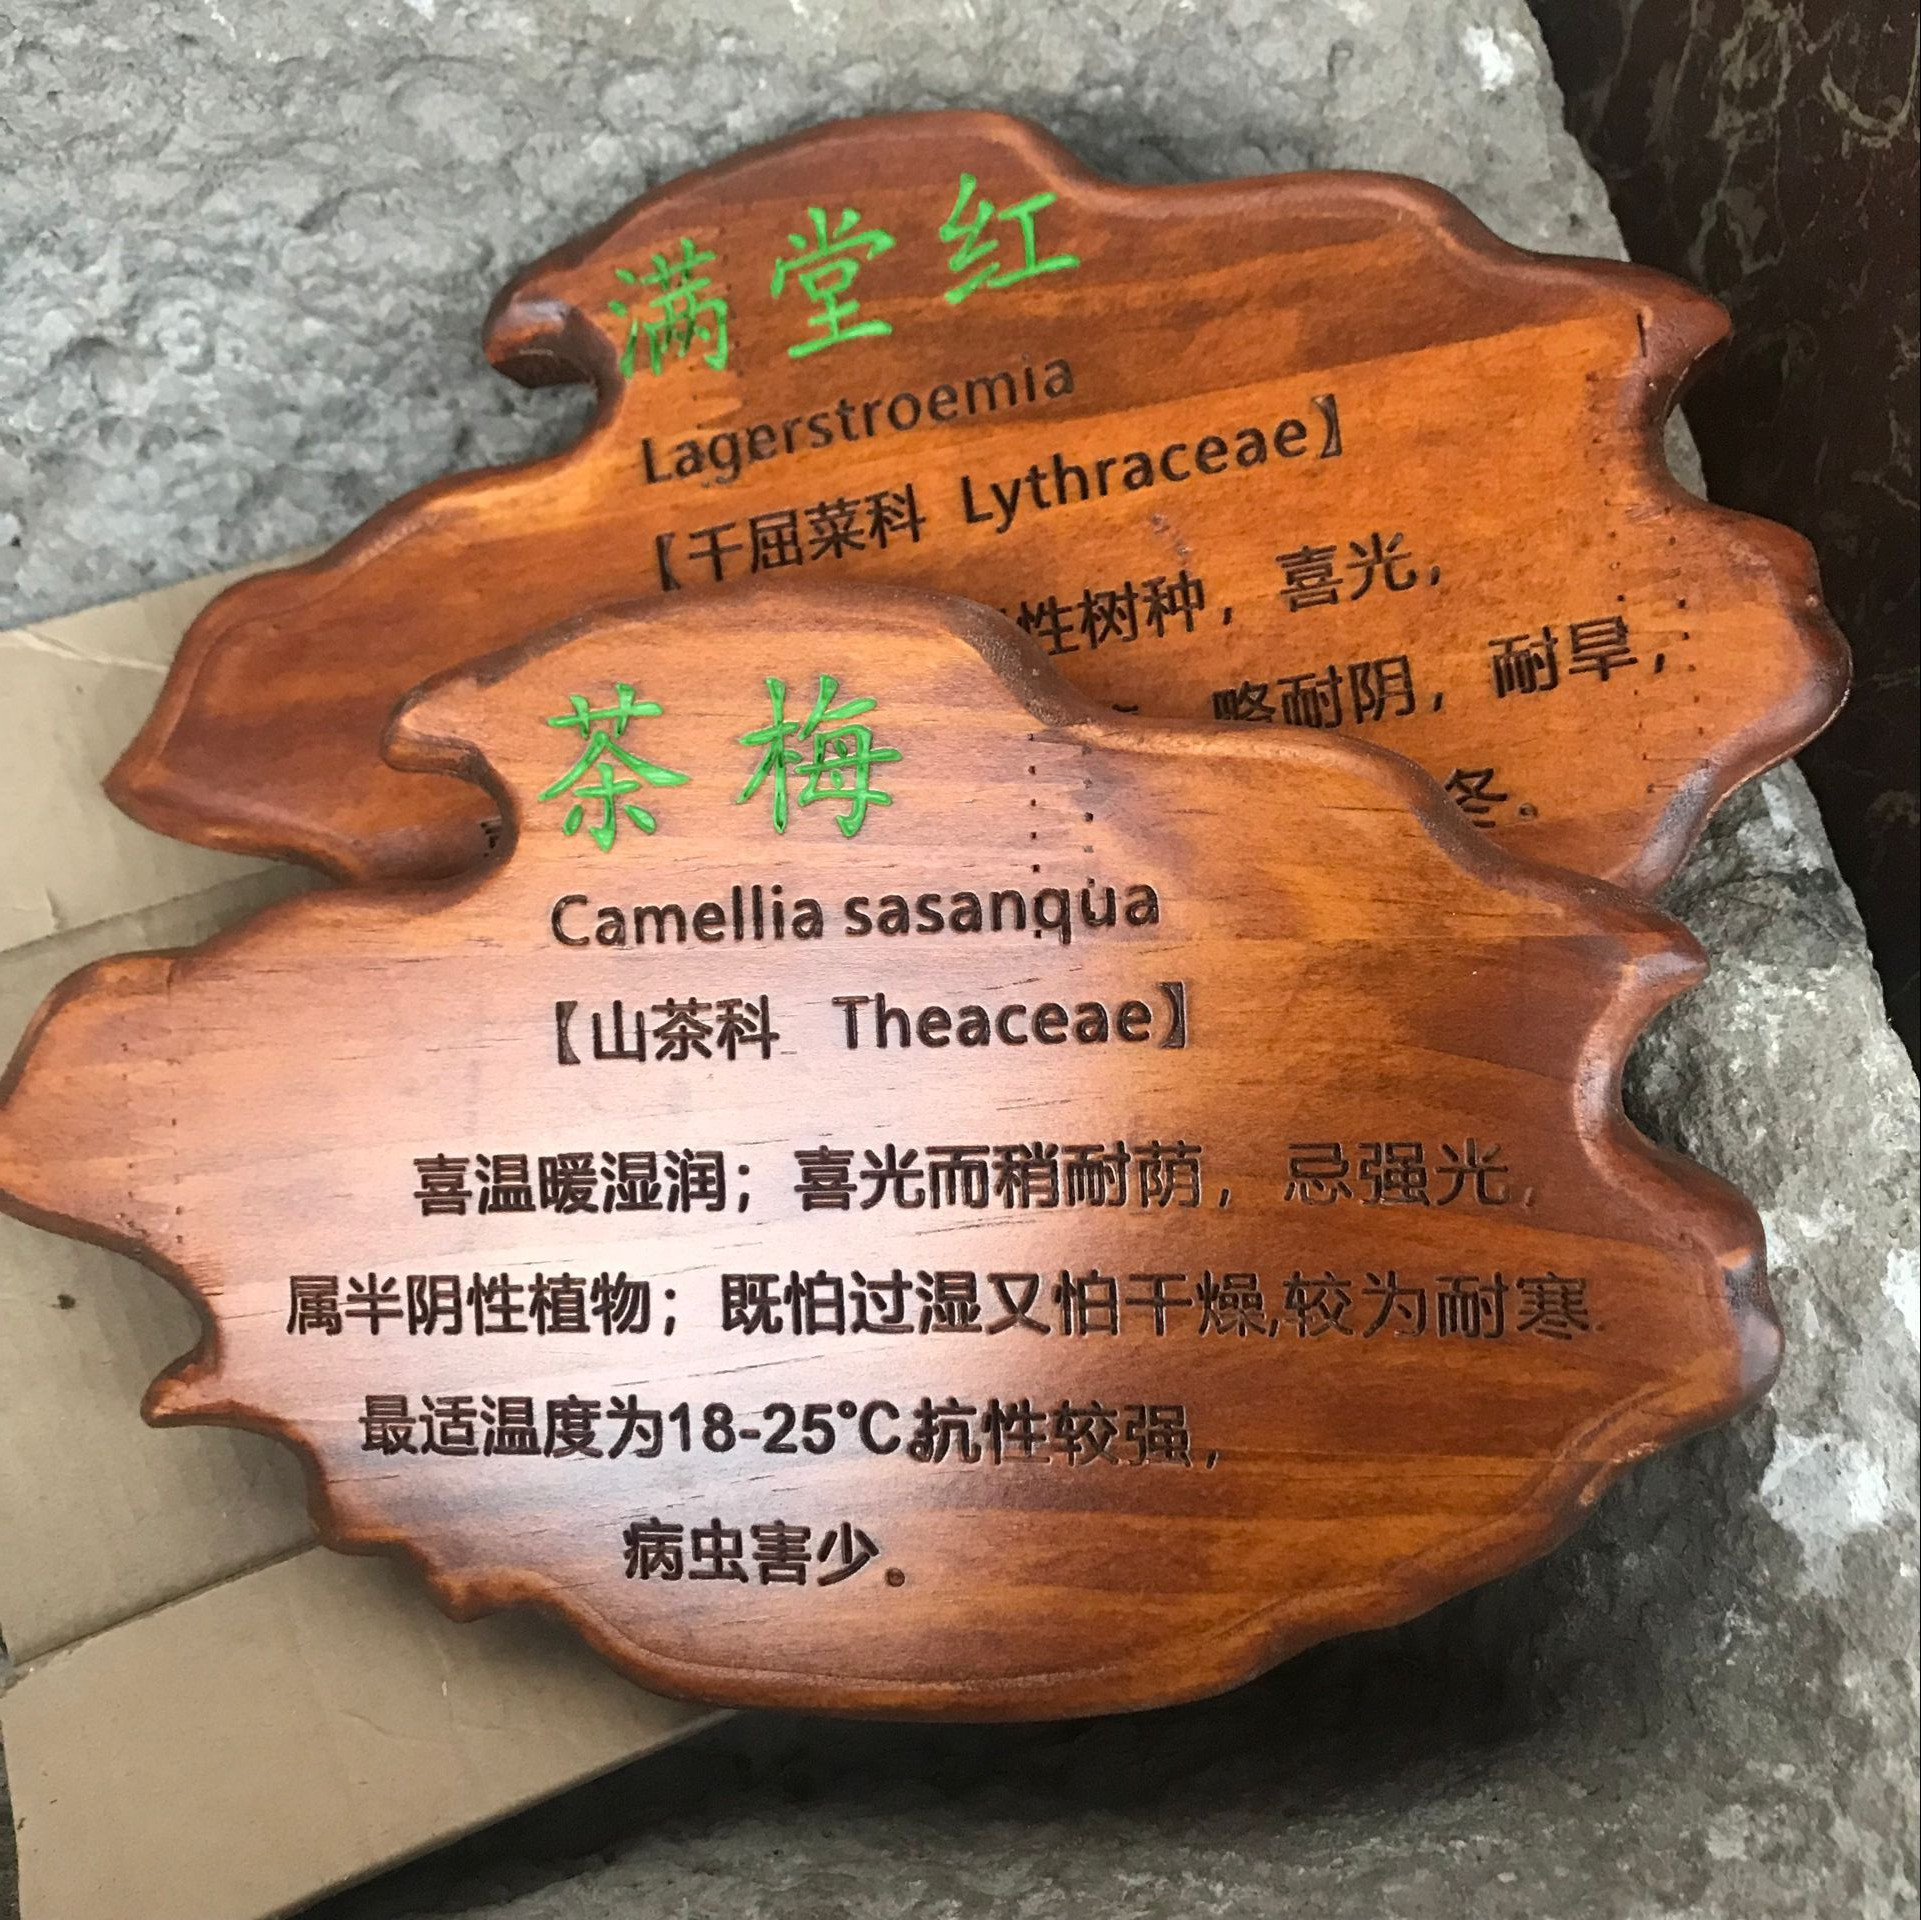 满堂红
Lagerstroemia
【千屈菜科 Lythraceae】
性树种，喜光，
略耐阴，耐旱，
冬。
茶梅
Camellia sasanqua
【山茶科 Theaceae】
喜温暖湿润；喜光而稍耐荫，忌强光，
属半阴性植物；既怕过湿又怕干燥,较为耐寒.
最适温度为18-25℃.抗性较强，
病虫害少。